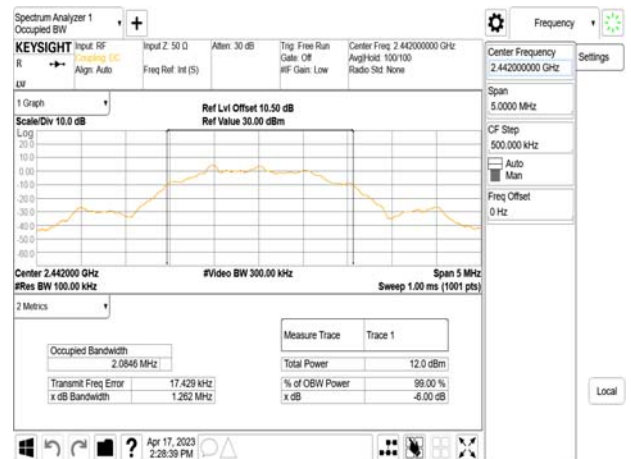 Spectrum Analyzer 1
Occupied BW
Frequency
KEYSIGHT
R
Input: RF
Coupling: DC
Align: Auto
Input Z: 50 Ω
Freq Ref: Int (S)
Atten: 30 dB
Trig: Free Run
Gate: Off
#IF Gain: Low
Center Freq: 2.442000000 GHz
Avg|Hold: 100/100
Radio Std: None
Center Frequency
2.442000000 GHz
Settings
Span
5.0000 MHz
CF Step
500.000 kHz
Auto
Man
Freq Offset
0 Hz
Local
1 Graph
Scale/Div 10.0 dB
Ref Lvl Offset 10.50 dB
Ref Value 30.00 dBm
Log
20.0
10.0
0.00
-10.0
-20.0
-30.0
-40.0
-50.0
-60.0
Center 2.442000 GHz
#Video BW 300.00 kHz
Span 5 MHz
#Res BW 100.00 kHz
Sweep 1.00 ms (1001 pts)
2 Metrics
Measure Trace
Trace 1
Occupied Bandwidth
2.0846 MHz
Total Power
12.0 dBm
Transmit Freq Error
17.429 kHz
% of OBW Power
99.00 %
x dB Bandwidth
1.262 MHz
x dB
-6.00 dB
Apr 17, 2023
2:28:39 PM